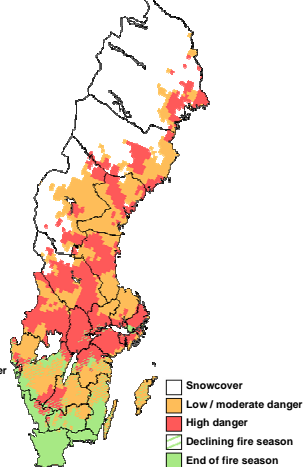 Snowcover
Low / moderate danger
High danger
Declining fire season
End of fire season